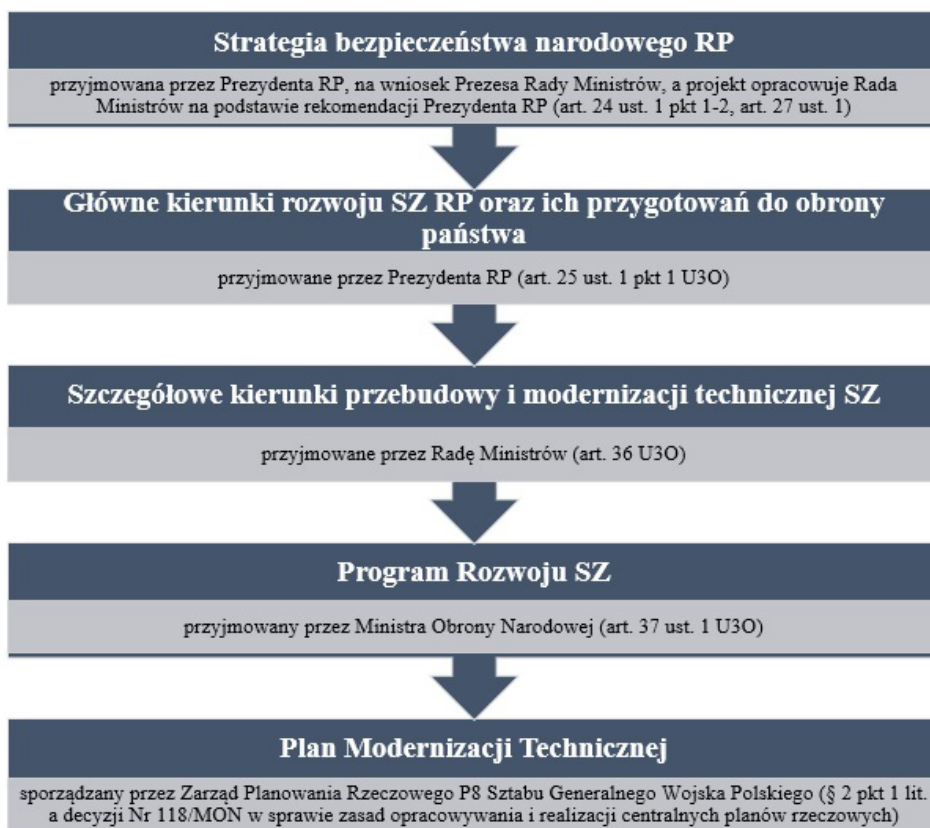 Strategia bezpieczeństwa narodowego RP
przyjmowana przez Prezydenta RP, na wniosek Prezesa Rady Ministrów, a projekt opracowuje Rada
Ministrów na podstawie rekomendacji Prezydenta RP (art. 24 ust. 1 pkt 1-2, art. 27 ust. 1)
Główne kierunki rozwoju SZ RP oraz ich przygotowań do obrony
państwa
przyjmowane przez Prezydenta RP (art. 25 ust. 1 pkt 1 U3O)
Szczegółowe kierunki przebudowy i modernizacji technicznej SZ
przyjmowane przez Radę Ministrów (art. 36 U3O)
Program Rozwoju SZ
przyjmowany przez Ministra Obrony Narodowej (art. 37 ust. 1 U3O)
Plan Modernizacji Technicznej
sporządzany przez Zarząd Planowania Rzeczowego P8 Sztabu Generalnego Wojska Polskiego (§ 2 pkt 1 lit.
a decyzji Nr 118/MON w sprawie zasad opracowywania i realizacji centralnych planów rzeczowych)